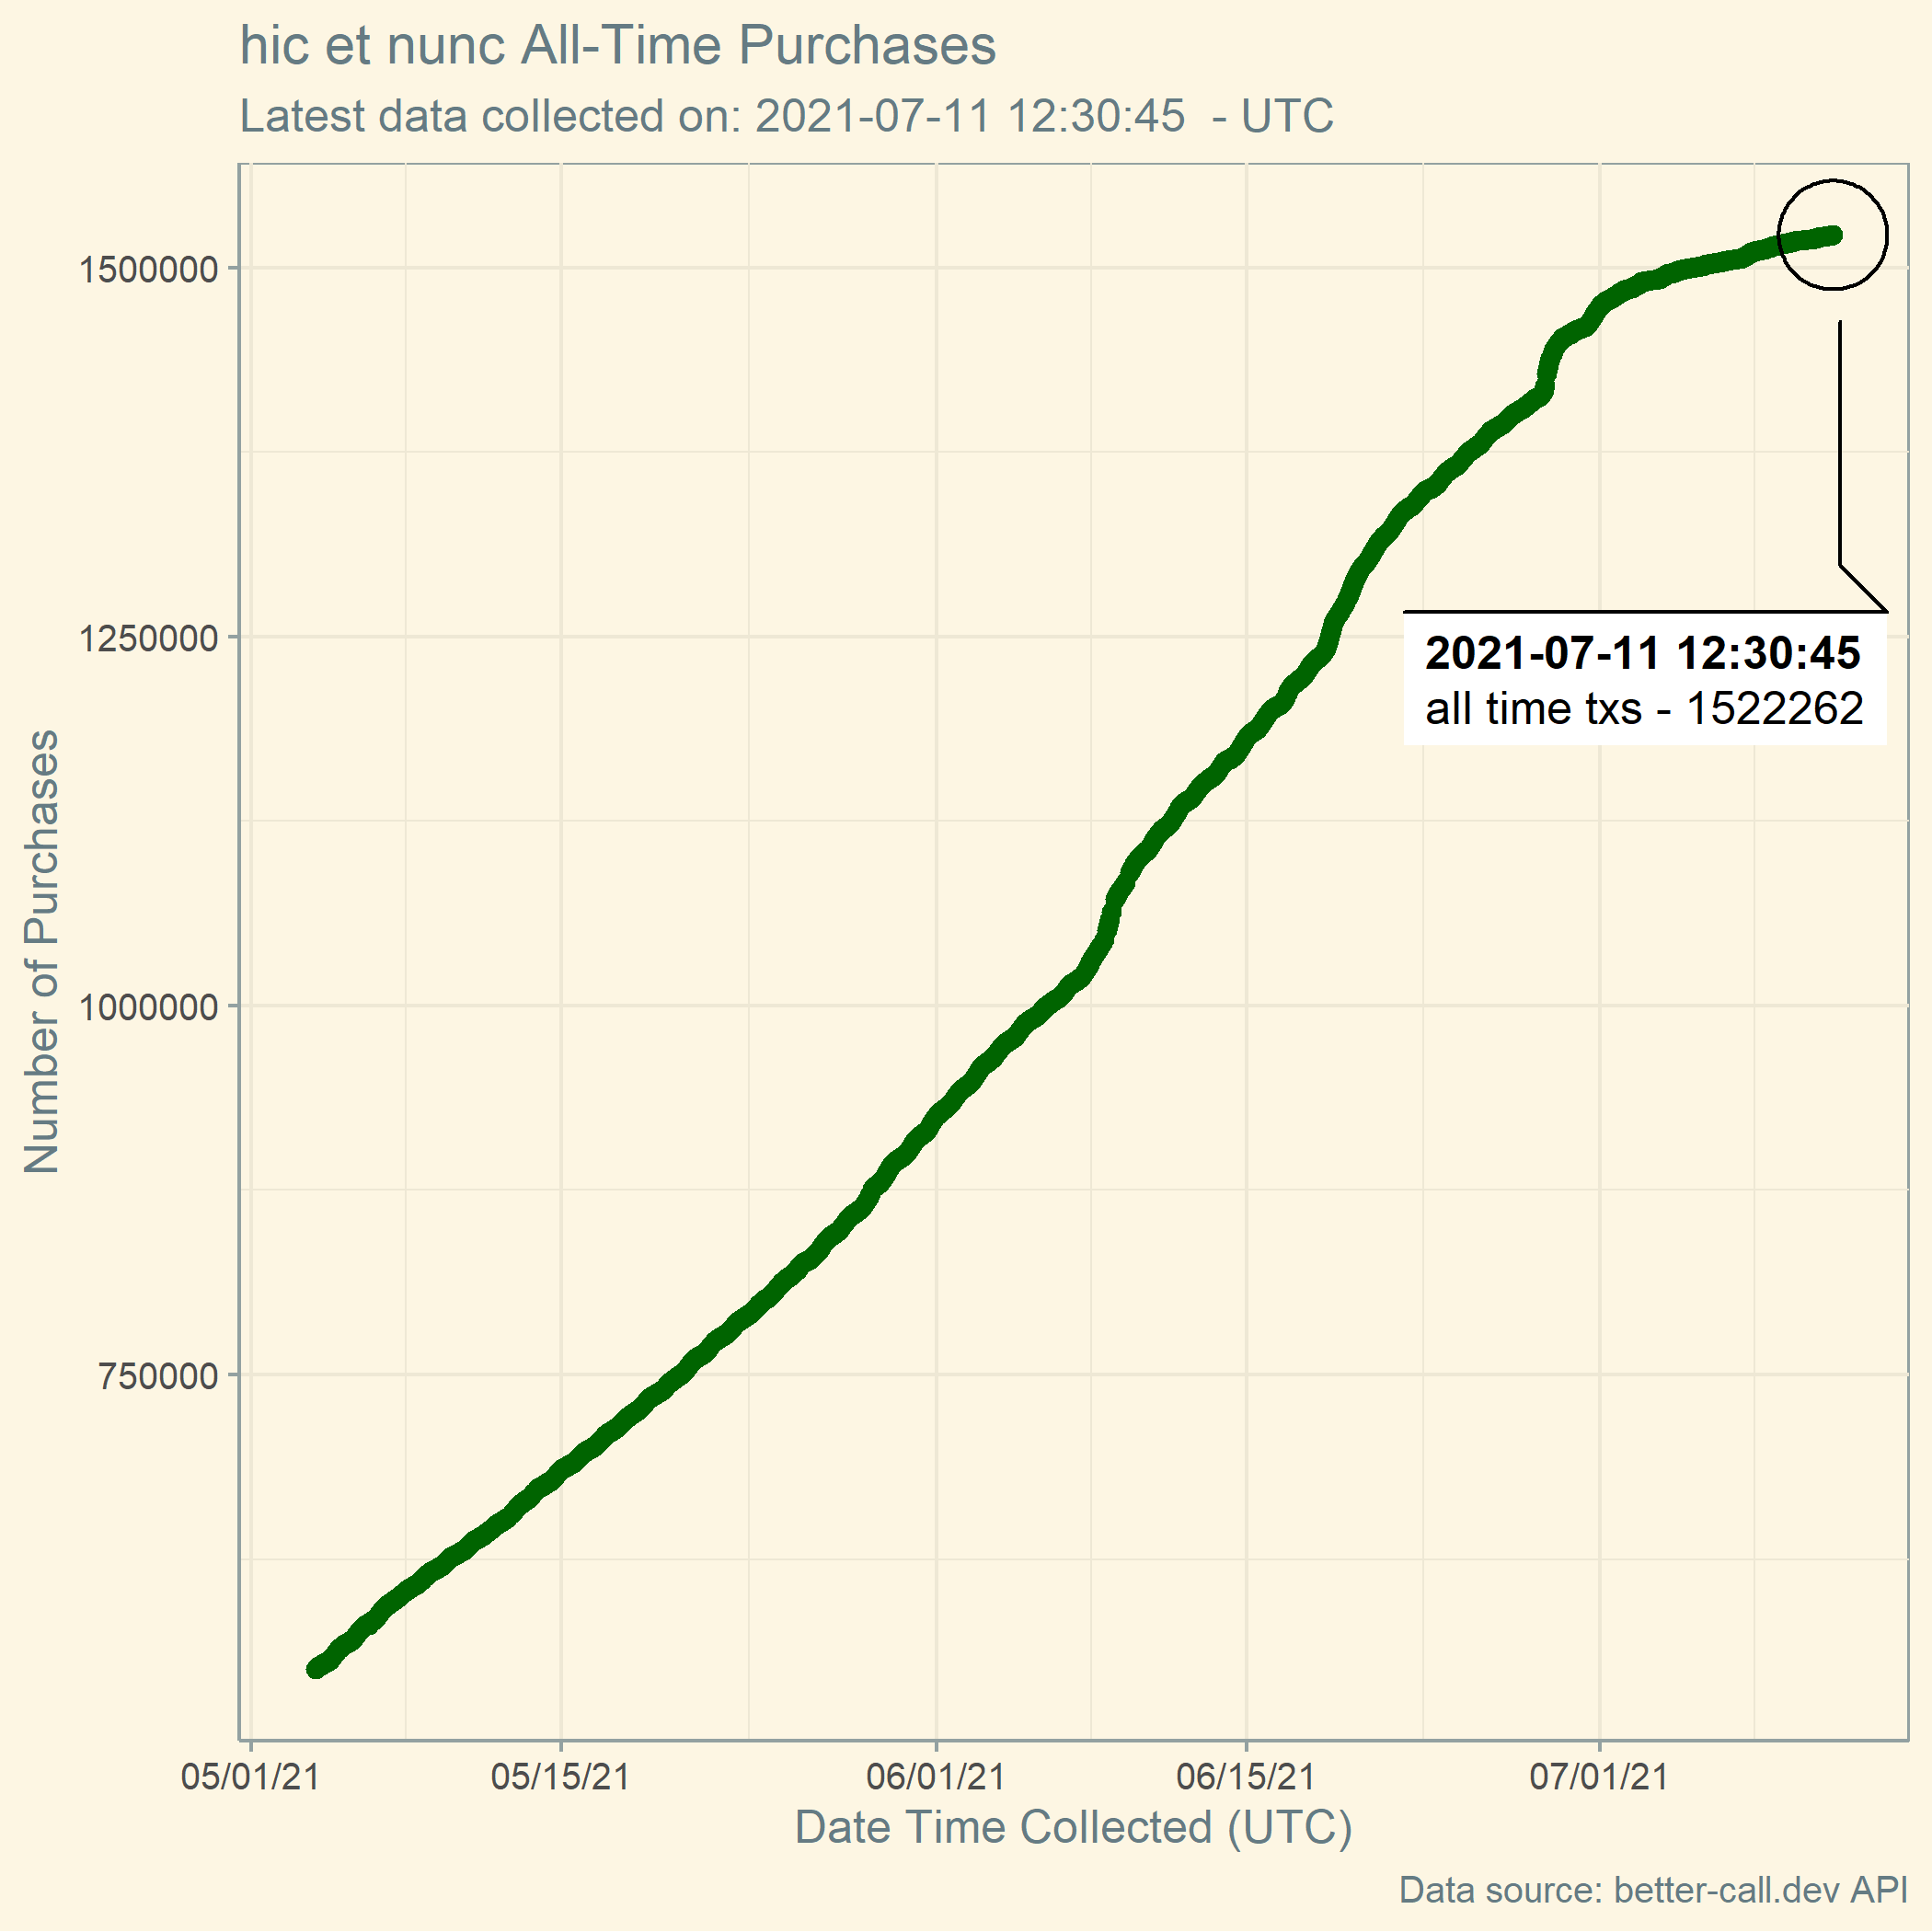 hic et nunc All-Time Purchases
Latest data collected on: 2021-07-11 12:30:45  - UTC
Number of Purchases
1500000
1250000
1000000
750000
2021-07-11 12:30:45
all time txs - 1522262
05/01/21
05/15/21
06/01/21
06/15/21
07/01/21
Date Time Collected (UTC)
Data source: better-call.dev API